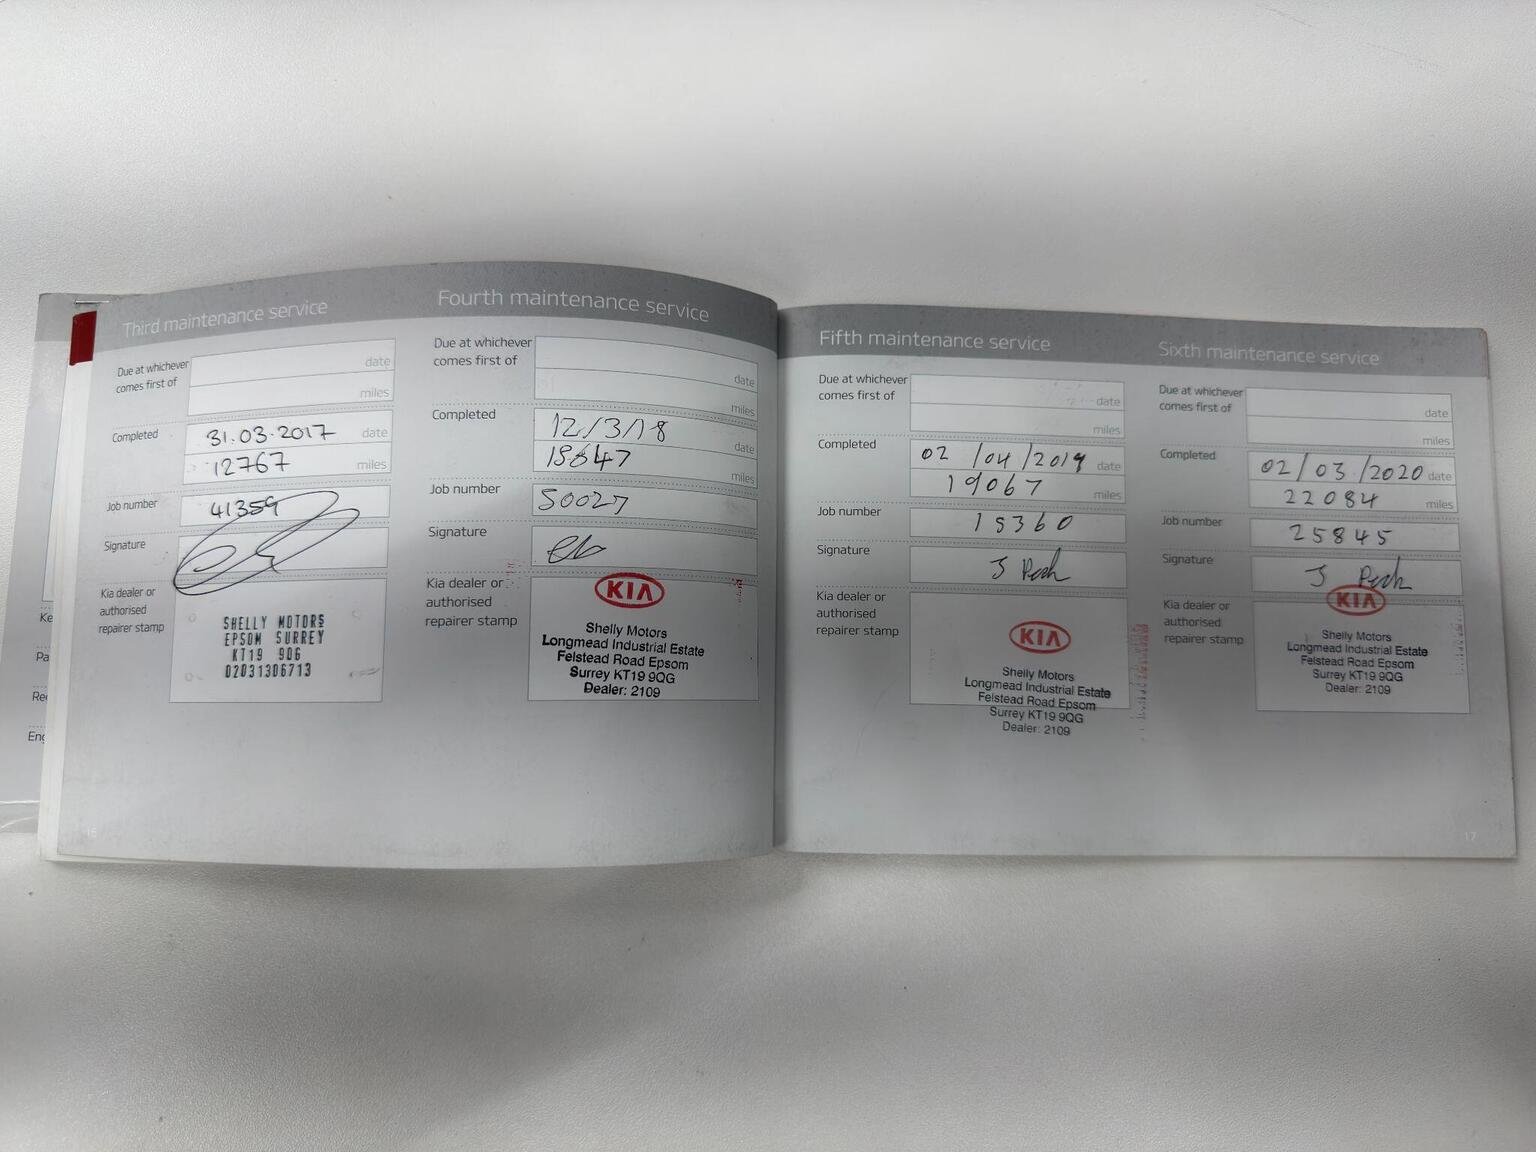 Third maintenance service
Due at whichever
comes first of
date
miles
Completed
31.03.2017 date
12767 miles
Job number
41359
Signature
Kia dealer or
authorised
repairer stamp
SHELLY MOTORS
EPSOM SURREY
KT19 9QG
02031306713
Fourth maintenance service
Due at whichever
comes first of
date
miles
Completed
12/3/18 date
miles
Job number
50027
Signature
Kia dealer or
authorised
repairer stamp
KIA
Shelly Motors
Longmead Industrial Estate
Felstead Road Epsom
Surrey KT19 9QG
Dealer: 2109
Fifth maintenance service
Due at whichever
comes first of
date
miles
Completed
02/04/2019 date
19067 miles
Job number
15360
Signature
Kia dealer or
authorised
repairer stamp
KIA
Shelly Motors
Longmead Industrial Estate
Felstead Road Epsom
Surrey KT19 9QG
Dealer: 2109
Sixth maintenance service
Due at whichever
comes first of
date
miles
Completed
02/03/2020 date
22084 miles
Job number
25845
Signature
Kia dealer or
authorised
repairer stamp
KIA
Shelly Motors
Longmead Industrial Estate
Felstead Road Epsom
Surrey KT19 9QG
Dealer: 2109
17